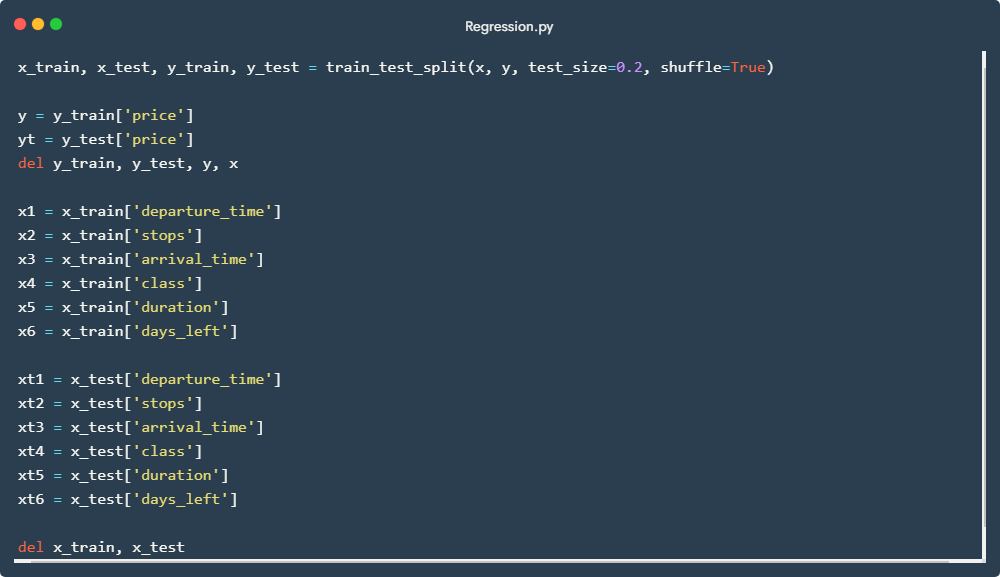 Regression.py
x_train, x_test, y_train, y_test = train_test_split(x, y, test_size=0.2, shuffle=True)
y = y_train['price']
yt = y_test['price']
del y_train, y_test, y, x
x1 = x_train['departure_time']
x2 = x_train['stops']
x3 = x_train['arrival_time']
x4 = x_train['class']
x5 = x_train['duration']
x6 = x_train['days_left']
xt1 = x_test['departure_time']
xt2 = x_test['stops']
xt3 = x_test['arrival_time']
xt4 = x_test['class']
xt5 = x_test['duration']
xt6 = x_test['days_left']
del x_train, x_test